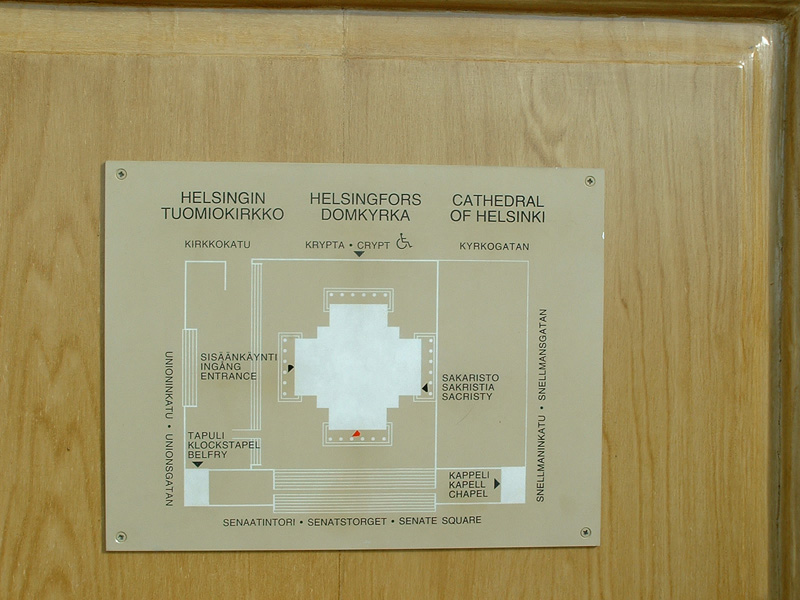 HELSINGIN
TUOMIOKIRKKO
HELSINGFORS
DOMKYRKA
CATHEDRAL
OF HELSINKI
KIRKKOKATU
KRYPTA • CRYPT
KYRKOGATAN
SISÄÄNKÄYNTI
INGÅNG
ENTRANCE
SAKARISTO
SAKRISTIA
SACRISTY
UNIONINKATU • UNIONSGATAN
SNELLMANINKATU • SNELLMANSGATAN
TAPULI
KLOCKSTAPEL
BELFRY
KAPPELI
KAPELL
CHAPEL
SENAATINTORI • SENATSTORGET • SENATE SQUARE